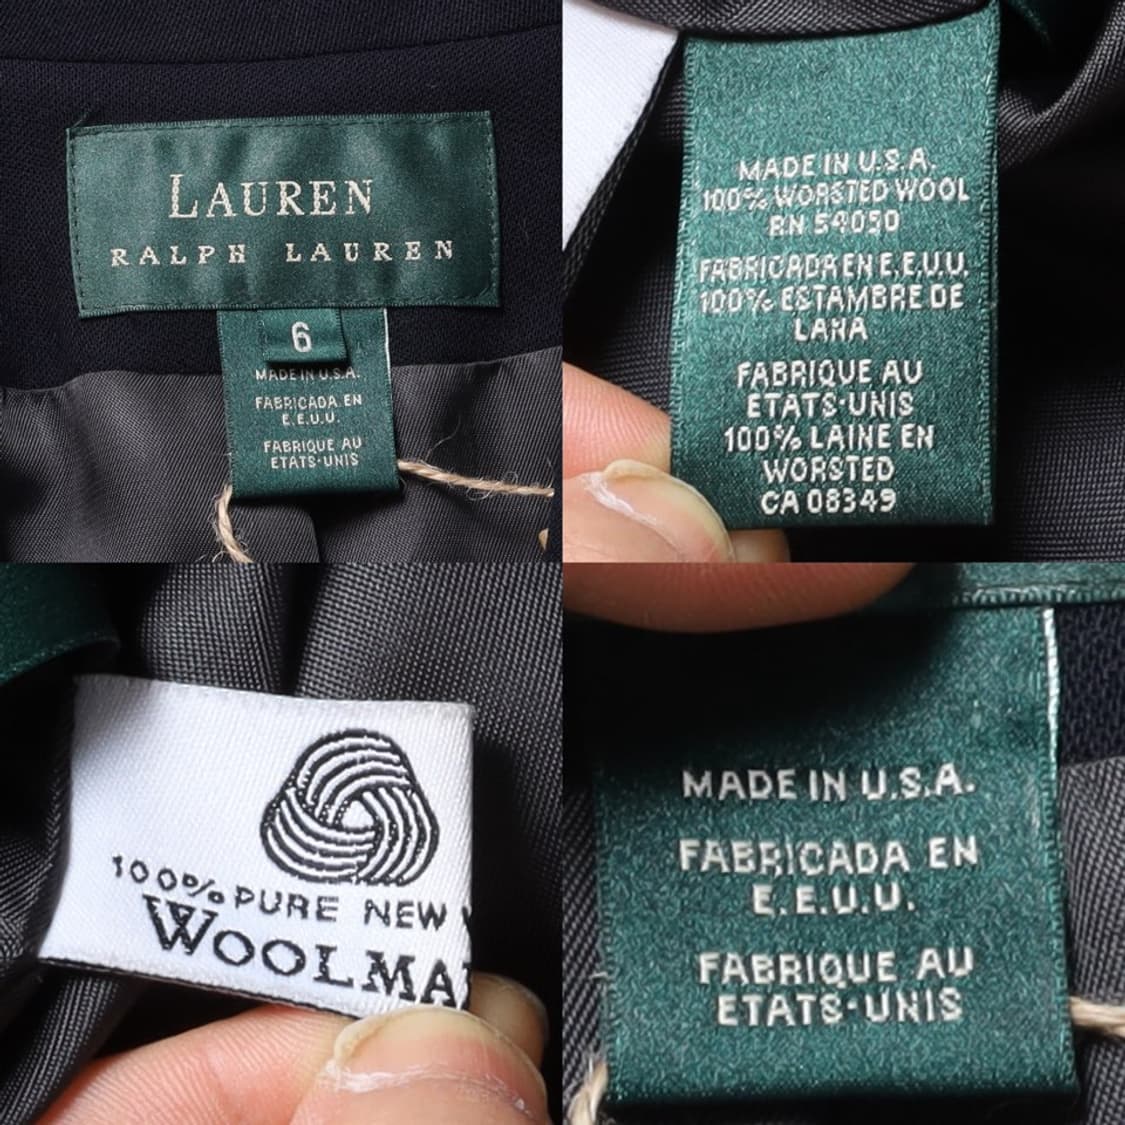 LAUREN
RALPH LAUREN
6
MADE IN U.S.A.
FABRICADA EN
E.E.U.U.
FABRIQUE AU
ETATS-UNIS
MADE IN U.S.A.
100% WORSTED WOOL
RN 54050
FABRICADA EN E.E.U.U.
100% ESTAMBRE DE
LANA
FABRIQUE AU
ETATS-UNIS
100% LAINE EN
WORSTED
CA 08349
100% PURE NEW
WOOLMA
MADE IN U.S.A.
FABRICADA EN
E.E.U.U.
FABRIQUE AU
ETATS-UNIS